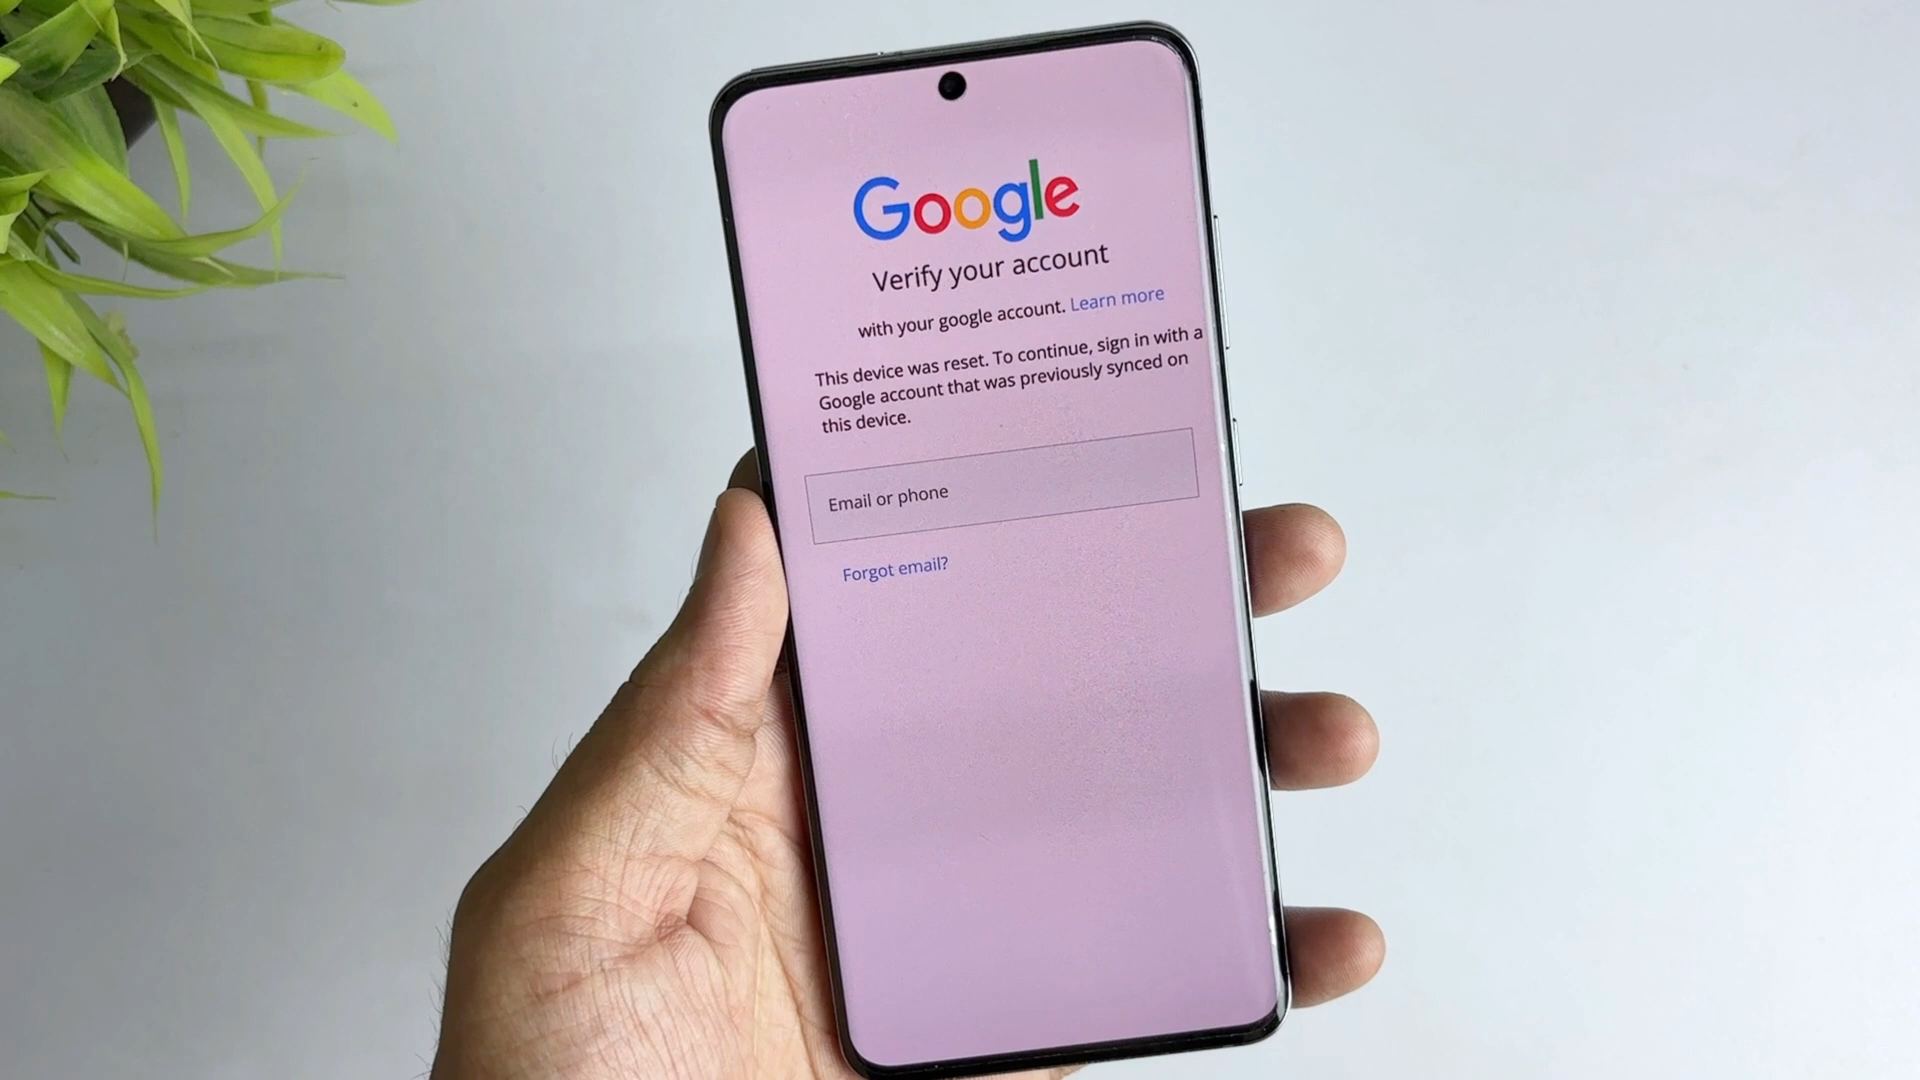 Google
Verify your account
with your google account. Learn more
This device was reset. To continue, sign in with a
Google account that was previously synced on
this device.
Email or phone
Forgot email?